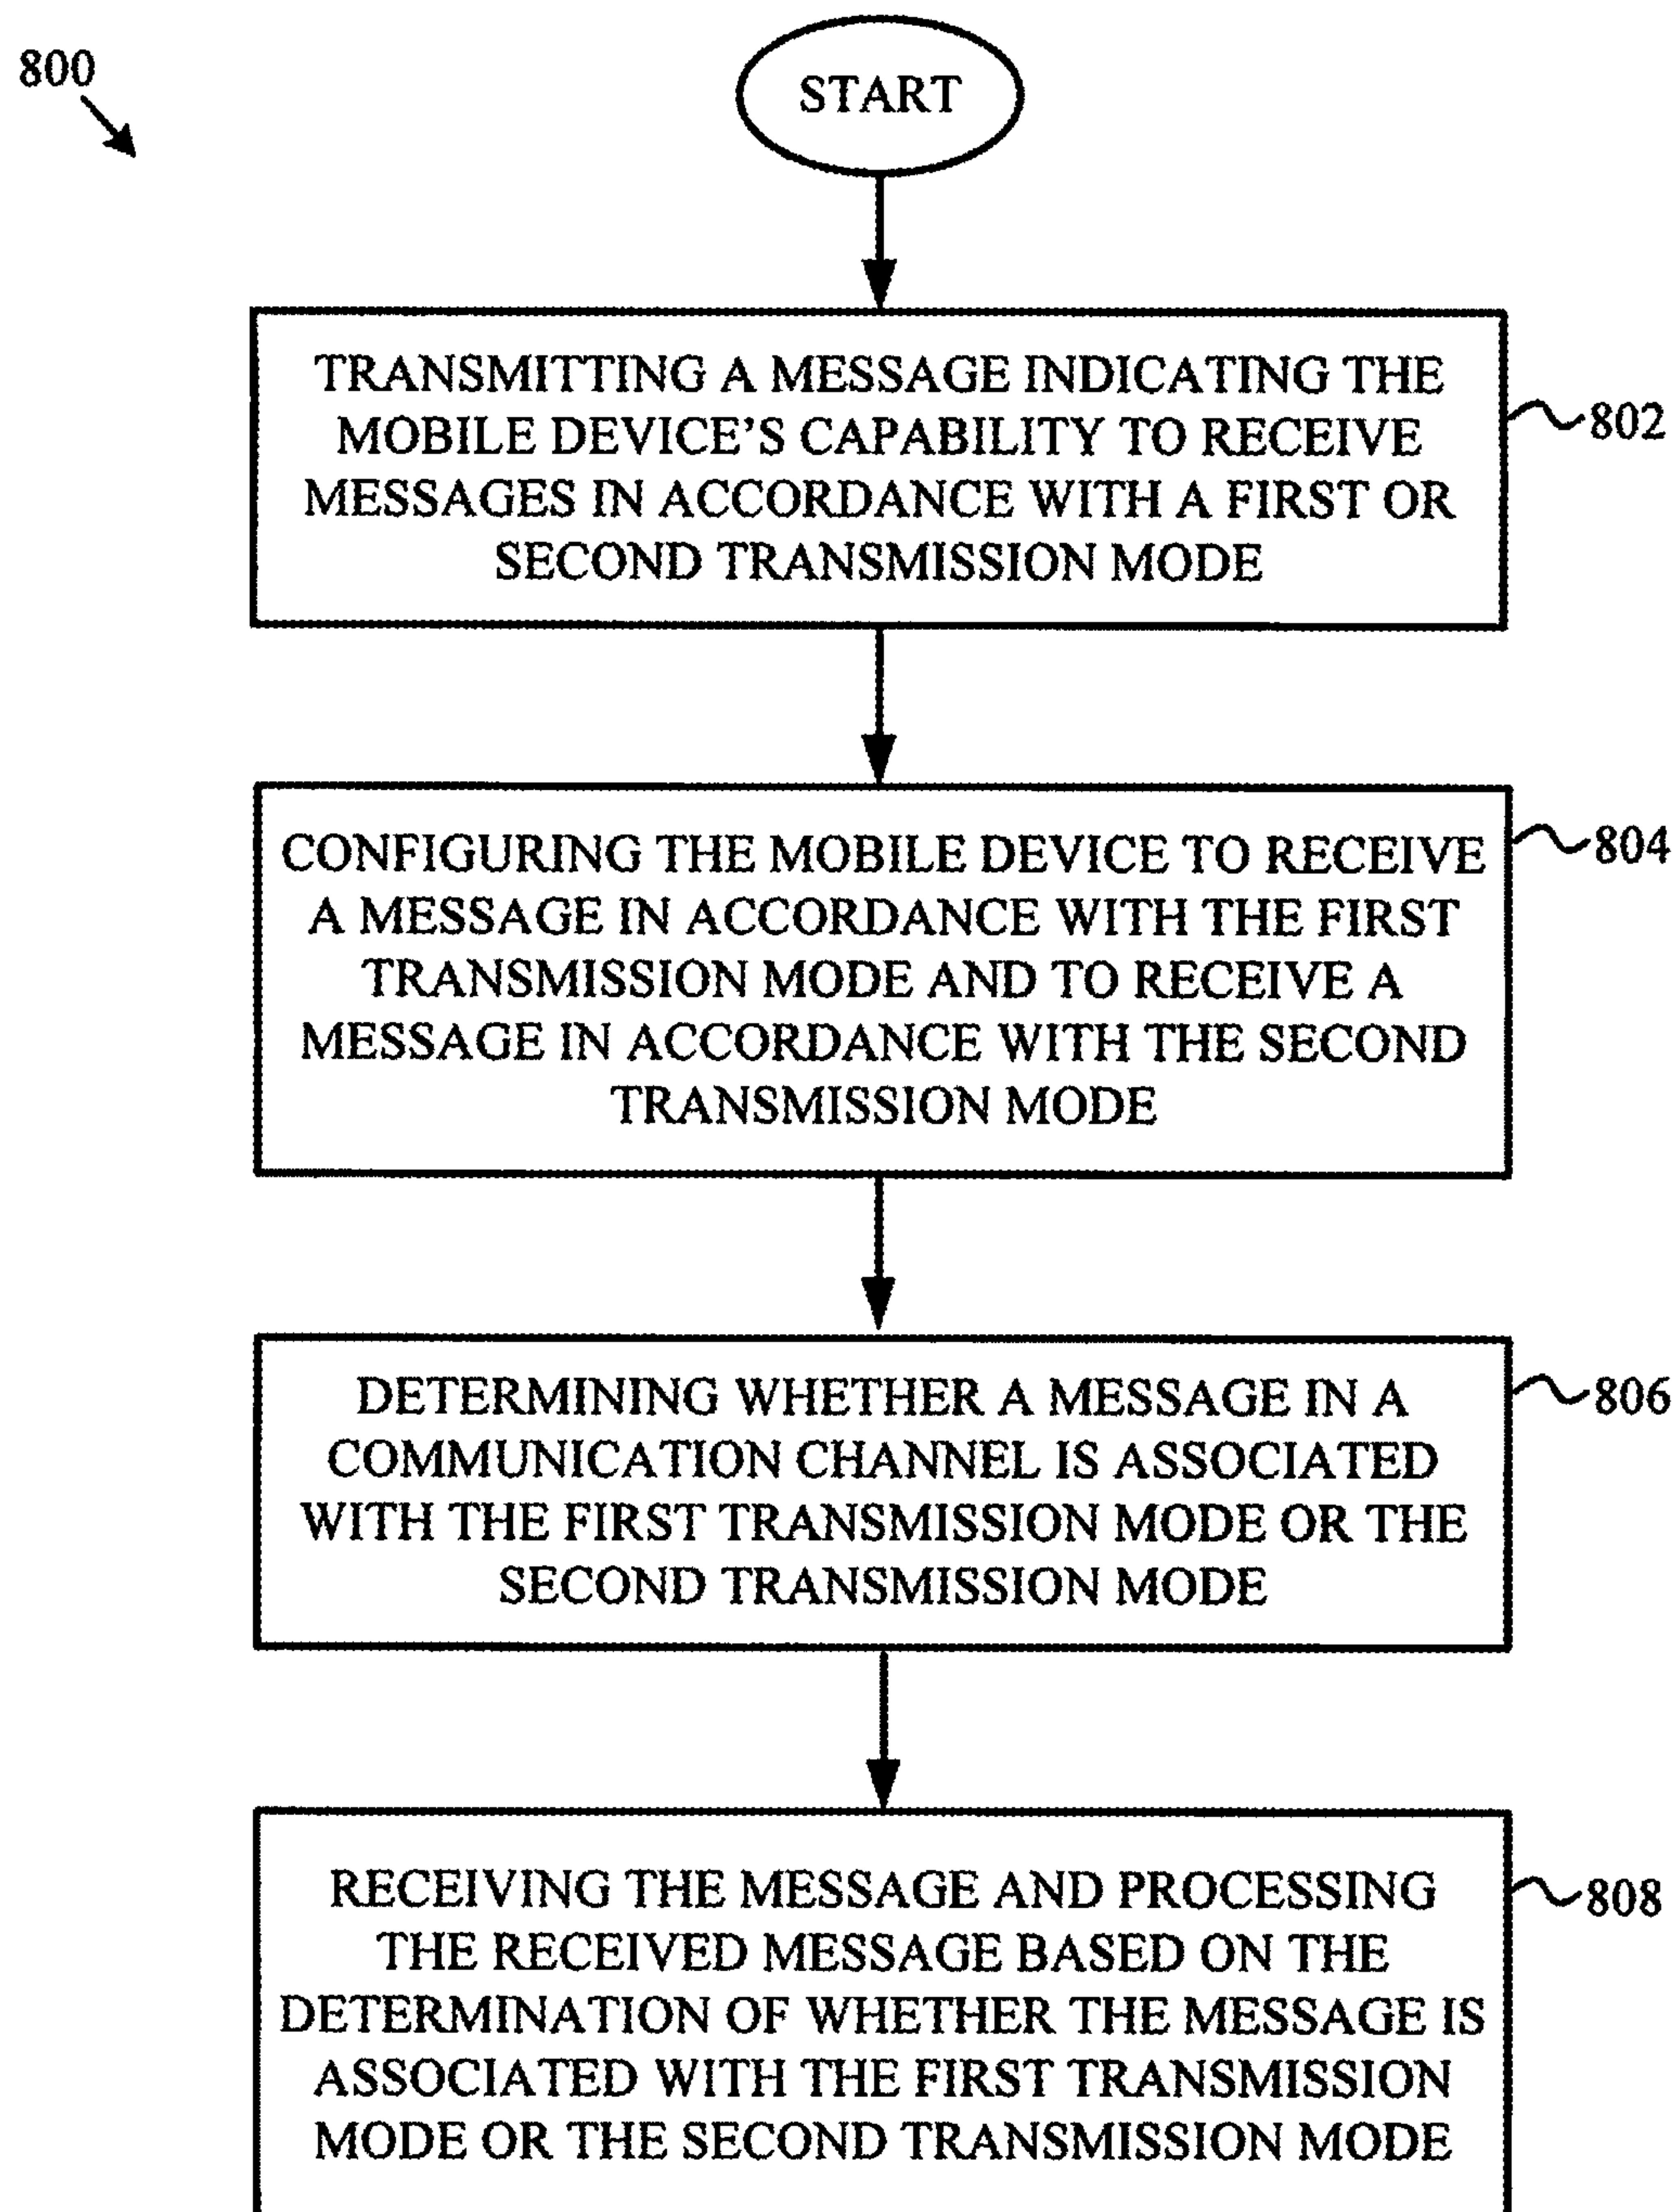 800
START
TRANSMITTING A MESSAGE INDICATING THE
MOBILE DEVICE'S CAPABILITY TO RECEIVE
MESSAGES IN ACCORDANCE WITH A FIRST OR
SECOND TRANSMISSION MODE
802
CONFIGURING THE MOBILE DEVICE TO RECEIVE
A MESSAGE IN ACCORDANCE WITH THE FIRST
TRANSMISSION MODE AND TO RECEIVE A
MESSAGE IN ACCORDANCE WITH THE SECOND
TRANSMISSION MODE
804
DETERMINING WHETHER A MESSAGE IN A
COMMUNICATION CHANNEL IS ASSOCIATED
WITH THE FIRST TRANSMISSION MODE OR THE
SECOND TRANSMISSION MODE
806
RECEIVING THE MESSAGE AND PROCESSING
THE RECEIVED MESSAGE BASED ON THE
DETERMINATION OF WHETHER THE MESSAGE IS
ASSOCIATED WITH THE FIRST TRANSMISSION
MODE OR THE SECOND TRANSMISSION MODE
808